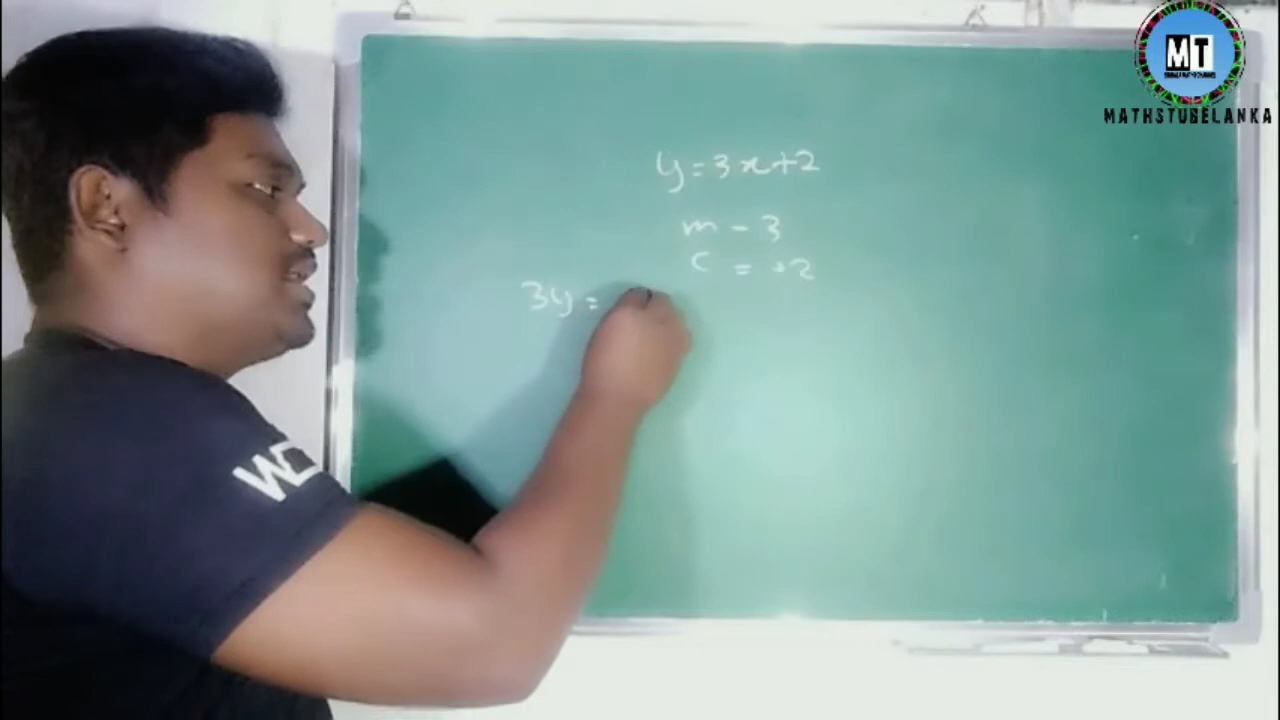 MT
MATHSTUBELANKA
y=3x+2
m - 3
c = +2
3y =